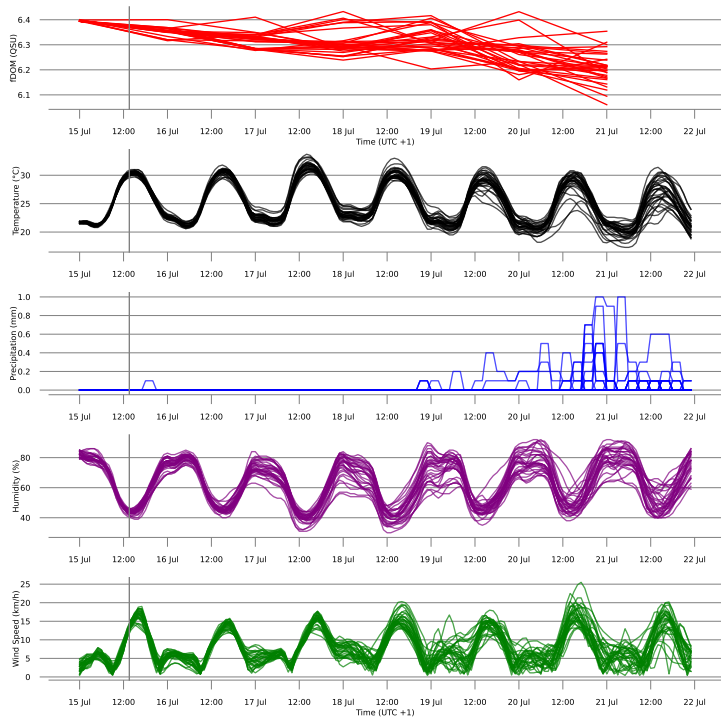 6.4
6.3
6.2
6.1
fDOM (QSU)
15 Jul 12:00 16 Jul 12:00 17 Jul 12:00 18 Jul 12:00 19 Jul 12:00 20 Jul 12:00 21 Jul 12:00 22 Jul
Time (UTC +1)
30
25
20
Temperature (°C)
15 Jul 12:00 16 Jul 12:00 17 Jul 12:00 18 Jul 12:00 19 Jul 12:00 20 Jul 12:00 21 Jul 12:00 22 Jul
1.0
0.8
0.6
0.4
0.2
0.0
Precipitation (mm)
15 Jul 12:00 16 Jul 12:00 17 Jul 12:00 18 Jul 12:00 19 Jul 12:00 20 Jul 12:00 21 Jul 12:00 22 Jul
80
60
40
Humidity (%)
15 Jul 12:00 16 Jul 12:00 17 Jul 12:00 18 Jul 12:00 19 Jul 12:00 20 Jul 12:00 21 Jul 12:00 22 Jul
25
20
15
10
5
0
Wind Speed (km/h)
15 Jul 12:00 16 Jul 12:00 17 Jul 12:00 18 Jul 12:00 19 Jul 12:00 20 Jul 12:00 21 Jul 12:00 22 Jul
Time (UTC +1)